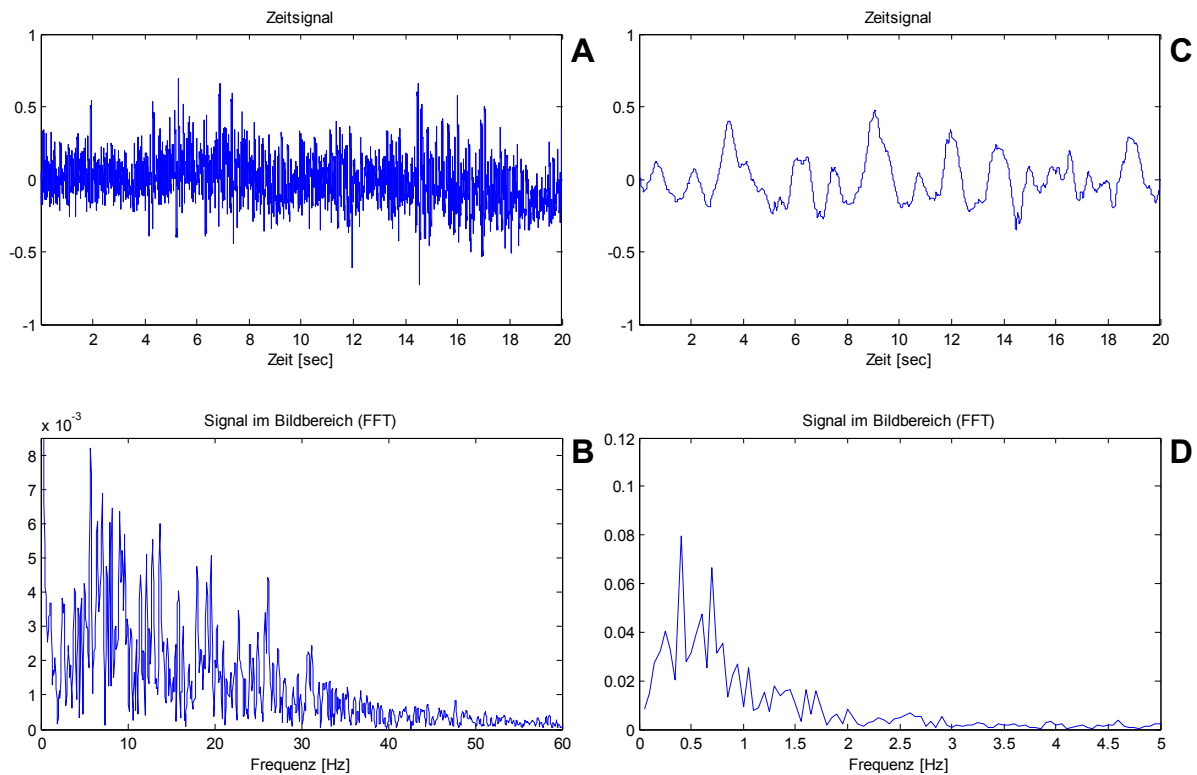 Zeitsignal
A
1
0.5
0
-0.5
-1
2 4 6 8 10 12 14 16 18 20
Zeit [sec]
Zeitsignal
C
1
0.5
0
-0.5
-1
2 4 6 8 10 12 14 16 18 20
Zeit [sec]
x 10-3
Signal im Bildbereich (FFT)
B
8
7
6
5
4
3
2
1
0
0 10 20 30 40 50 60
Frequenz [Hz]
Signal im Bildbereich (FFT)
D
0.12
0.1
0.08
0.06
0.04
0.02
0
0 0.5 1 1.5 2 2.5 3 3.5 4 4.5 5
Frequenz [Hz]